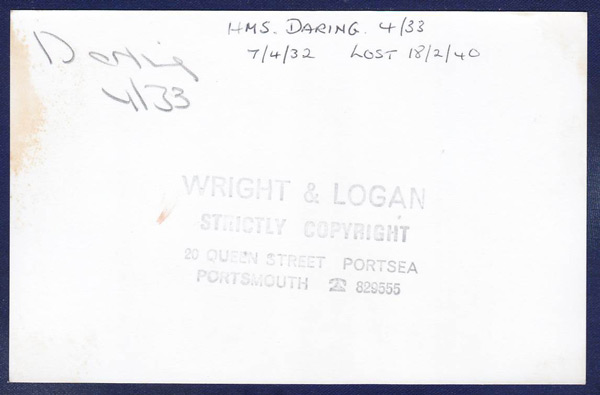 HMS. DARING. 4/33
7/4/32 LOST 18/2/40
Daring
4/33
WRIGHT & LOGAN
STRICTLY COPYRIGHT
20 QUEEN STREET PORTSEA
PORTSMOUTH ☎ 829555